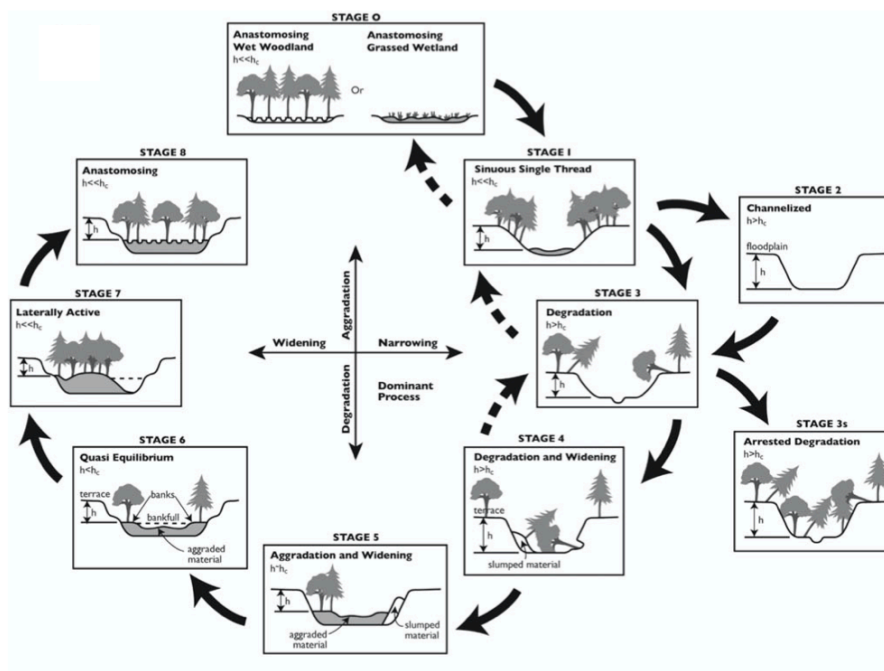 STAGE 0
Anastomosing
Wet Woodland
h<<hc
Or
Anastomosing
Grassed Wetland
STAGE 1
Sinuous Single Thread
h<<hc
h
STAGE 2
Channelized
h>hc
floodplain
h
STAGE 3
Degradation
h>hc
h
STAGE 3s
Arrested Degradation
h>hc
h
STAGE 4
Degradation and Widening
h>hc
terrace
h
slumped material
STAGE 5
Aggradation and Widening
h~hc
h
aggraded
material
slumped
material
STAGE 6
Quasi Equilibrium
h<hc
terrace
banks
h
bankfull
aggraded
material
STAGE 7
Laterally Active
h<<hc
h
STAGE 8
Anastomosing
h<<hc
h
Aggradation
Widening
Narrowing
Degradation
Dominant
Process